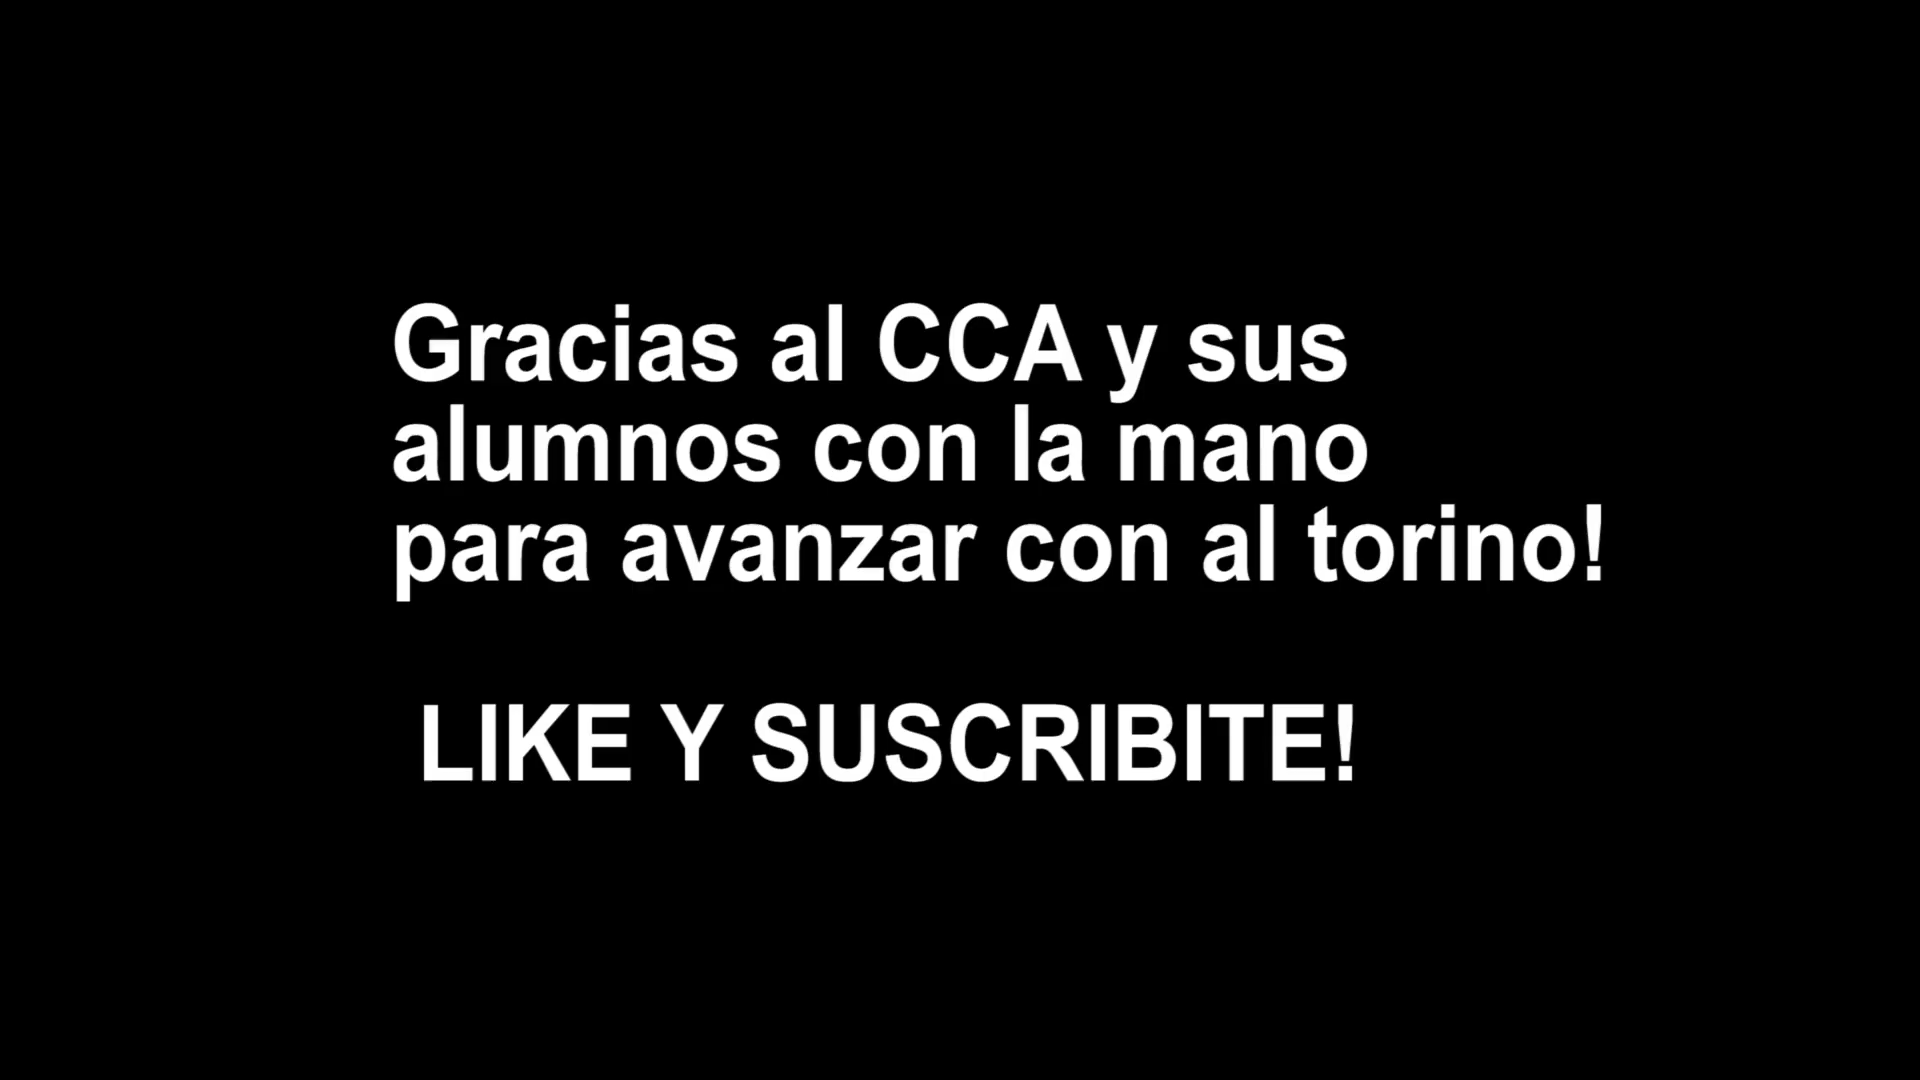 Gracias al CCA y sus
alumnos con la mano
para avanzar con al torino!
LIKE Y SUSCRIBITE!